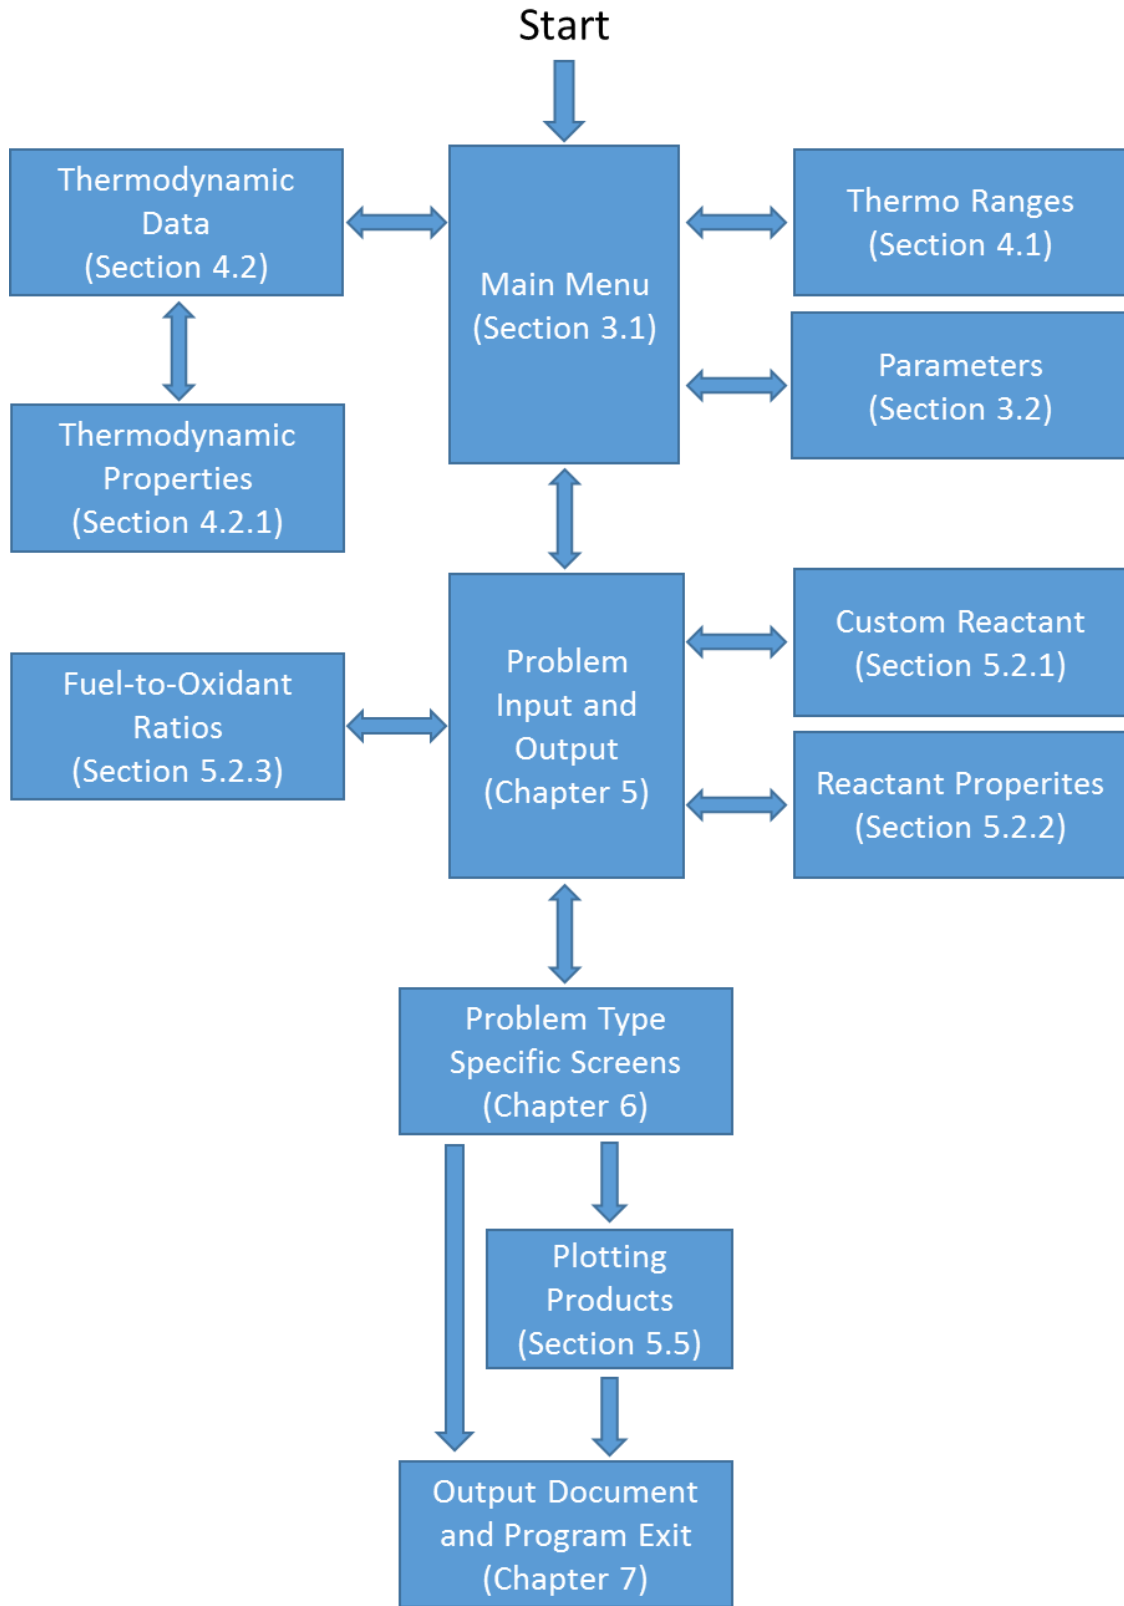 Start
Thermodynamic
Data
(Section 4.2)
Main Menu
(Section 3.1)
Thermo Ranges
(Section 4.1)
Parameters
(Section 3.2)
Thermodynamic
Properties
(Section 4.2.1)
Problem
Input and
Output
(Chapter 5)
Custom Reactant
(Section 5.2.1)
Fuel-to-Oxidant
Ratios
(Section 5.2.3)
Reactant Properites
(Section 5.2.2)
Problem Type
Specific Screens
(Chapter 6)
Plotting
Products
(Section 5.5)
Output Document
and Program Exit
(Chapter 7)